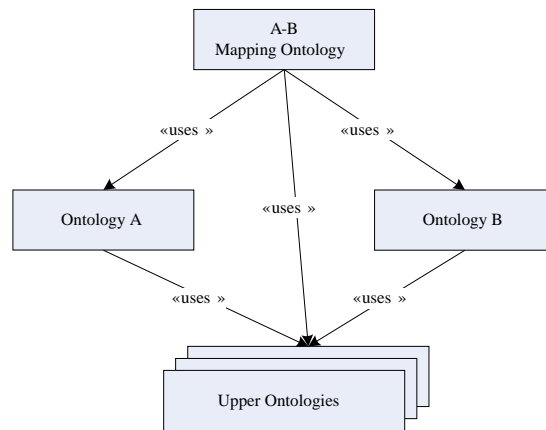 A-B
Mapping Ontology
«uses »
«uses »
«uses »
Ontology A
Ontology B
«uses »
«uses »
Upper Ontologies